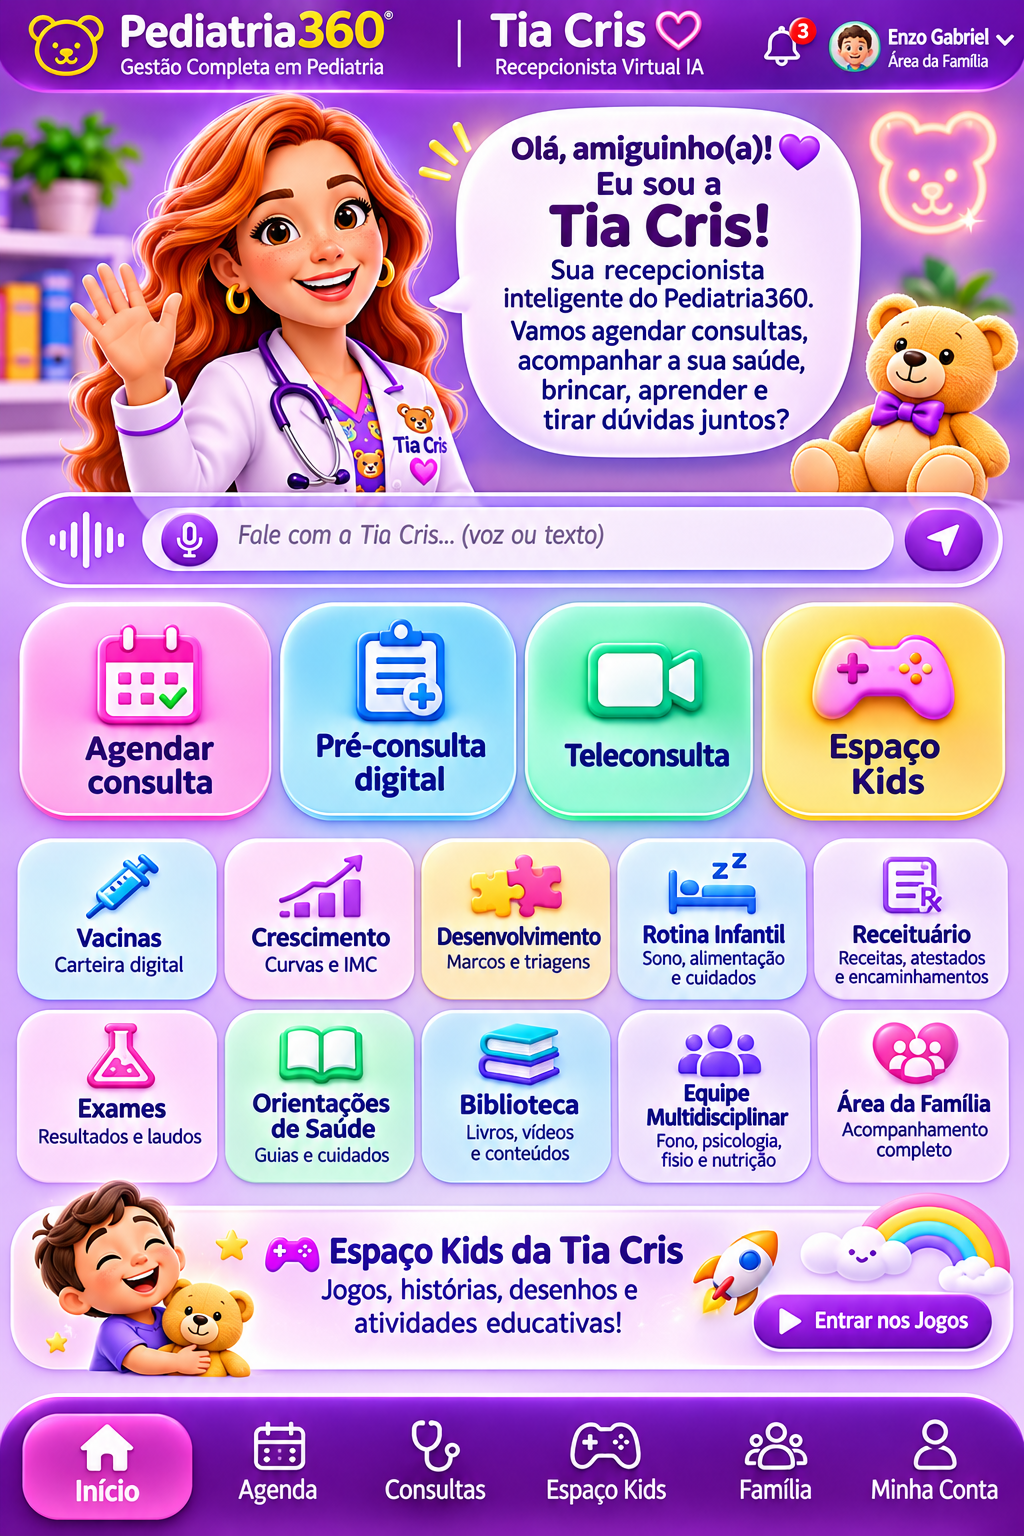 Pediatria360®
Gestão Completa em Pediatria
Tia Cris
Recepcionista Virtual IA
3
Enzo Gabriel
Área da Família
Olá, amiguinho(a)!
Eu sou a
Tia Cris!
Sua recepcionista
inteligente do Pediatria360.
Vamos agendar consultas,
acompanhar a sua saúde,
brincar, aprender e
tirar dúvidas juntos?
Tia Cris
Fale com a Tia Cris... (voz ou texto)
Agendar
consulta
Pré-consulta
digital
Teleconsulta
Espaço
Kids
Vacinas
Carteira digital
Crescimento
Curvas e IMC
Desenvolvimento
Marcos e triagens
zz
Rotina Infantil
Sono, alimentação
e cuidados
Rx
Receituário
Receitas, atestados
e encaminhamentos
Exames
Resultados e laudos
Orientações
de Saúde
Guias e cuidados
Biblioteca
Livros, vídeos
e conteúdos
Equipe
Multidisciplinar
Fono, psicologia,
fisio e nutrição
Área da Família
Acompanhamento
completo
Espaço Kids da Tia Cris
Jogos, histórias, desenhos e
atividades educativas!
Entrar nos Jogos
Início
Agenda
Consultas
Espaço Kids
Família
Minha Conta